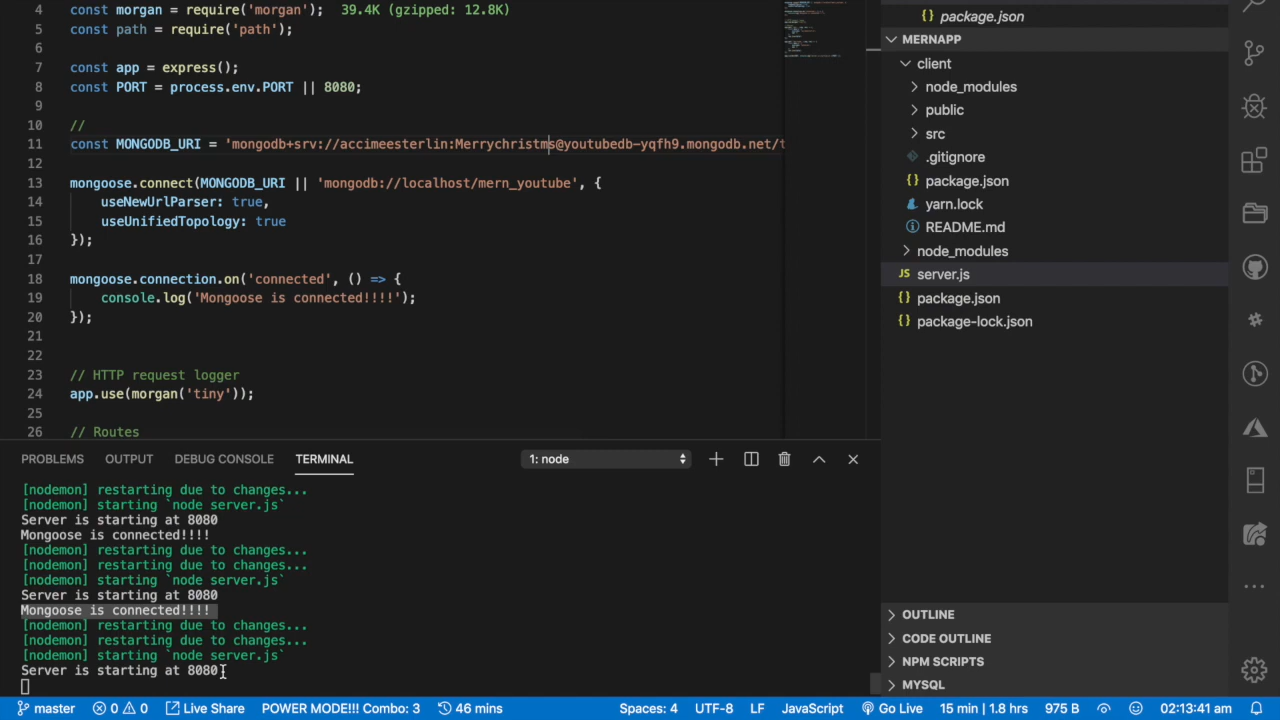 4 const morgan = require('morgan'); 39.4K (gzipped: 12.8K)
5 const path = require('path');
6
7 const app = express();
8 const PORT = process.env.PORT || 8080;
9
10 //
11 const MONGODB_URI = 'mongodb+srv://accimeesterlin:Merrychristms@youtubedb-yqfh9.mongodb.net/t
12
13 mongoose.connect(MONGODB_URI || 'mongodb://localhost/mern_youtube', {
14 useNewUrlParser: true,
15 useUnifiedTopology: true
16 });
17
18 mongoose.connection.on('connected', () => {
19 console.log('Mongoose is connected!!!!');
20 });
21
22
23 // HTTP request logger
24 app.use(morgan('tiny'));
25
26 // Routes
{} package.json
MERNAPP
client
node_modules
public
src
.gitignore
{} package.json
yarn.lock
README.md
node_modules
JS server.js
{} package.json
{} package-lock.json
OUTLINE
CODE OUTLINE
NPM SCRIPTS
MYSQL
PROBLEMS OUTPUT DEBUG CONSOLE TERMINAL 1: node
[nodemon] restarting due to changes...
[nodemon] starting `node server.js`
Server is starting at 8080
Mongoose is connected!!!!
[nodemon] restarting due to changes...
[nodemon] restarting due to changes...
[nodemon] starting `node server.js`
Server is starting at 8080
Mongoose is connected!!!!
[nodemon] restarting due to changes...
[nodemon] restarting due to changes...
[nodemon] starting `node server.js`
Server is starting at 8080
master 0 0 Live Share POWER MODE!!! Combo: 3 46 mins Spaces: 4 UTF-8 LF JavaScript Go Live 15 min | 1.8 hrs 975 B 02:13:41 am